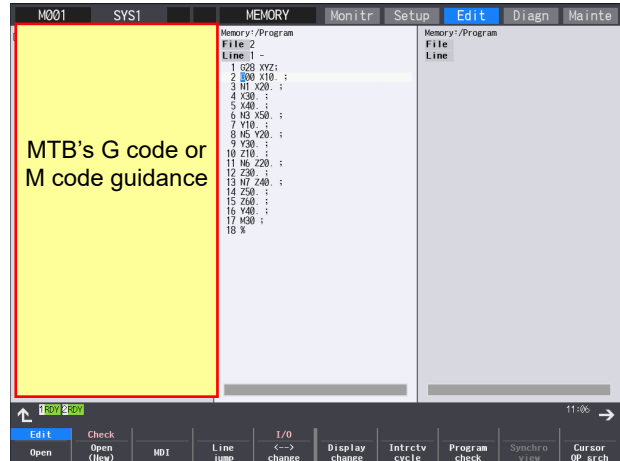 M001 SYS1 MEMORY Monitr Setup Edit Diagn Mainte
MTB's G code or
M code guidance
Memory:/Program
File 2
Line 1 -
1 G28 XYZ;
2 G00 X10. ;
3 N1 X20. ;
4 X30. ;
5 X40. ;
6 N3 X50. ;
7 Y10. ;
8 N5 Y20. ;
9 Y30. ;
10 Z10. ;
11 N6 Z20. ;
12 Z30. ;
13 N7 Z40. ;
14 Z50. ;
15 Z60. ;
16 Y40. ;
17 M30 ;
18 %
Memory:/Program
File
Line
1RDY 2RDY 11:06
Edit Check I/O
Open
Open
(New)
MDI
Line
jump
<-->
change
Display
change
Intrctv
cycle
Program
check
Synchro
view
Cursor
OP srch